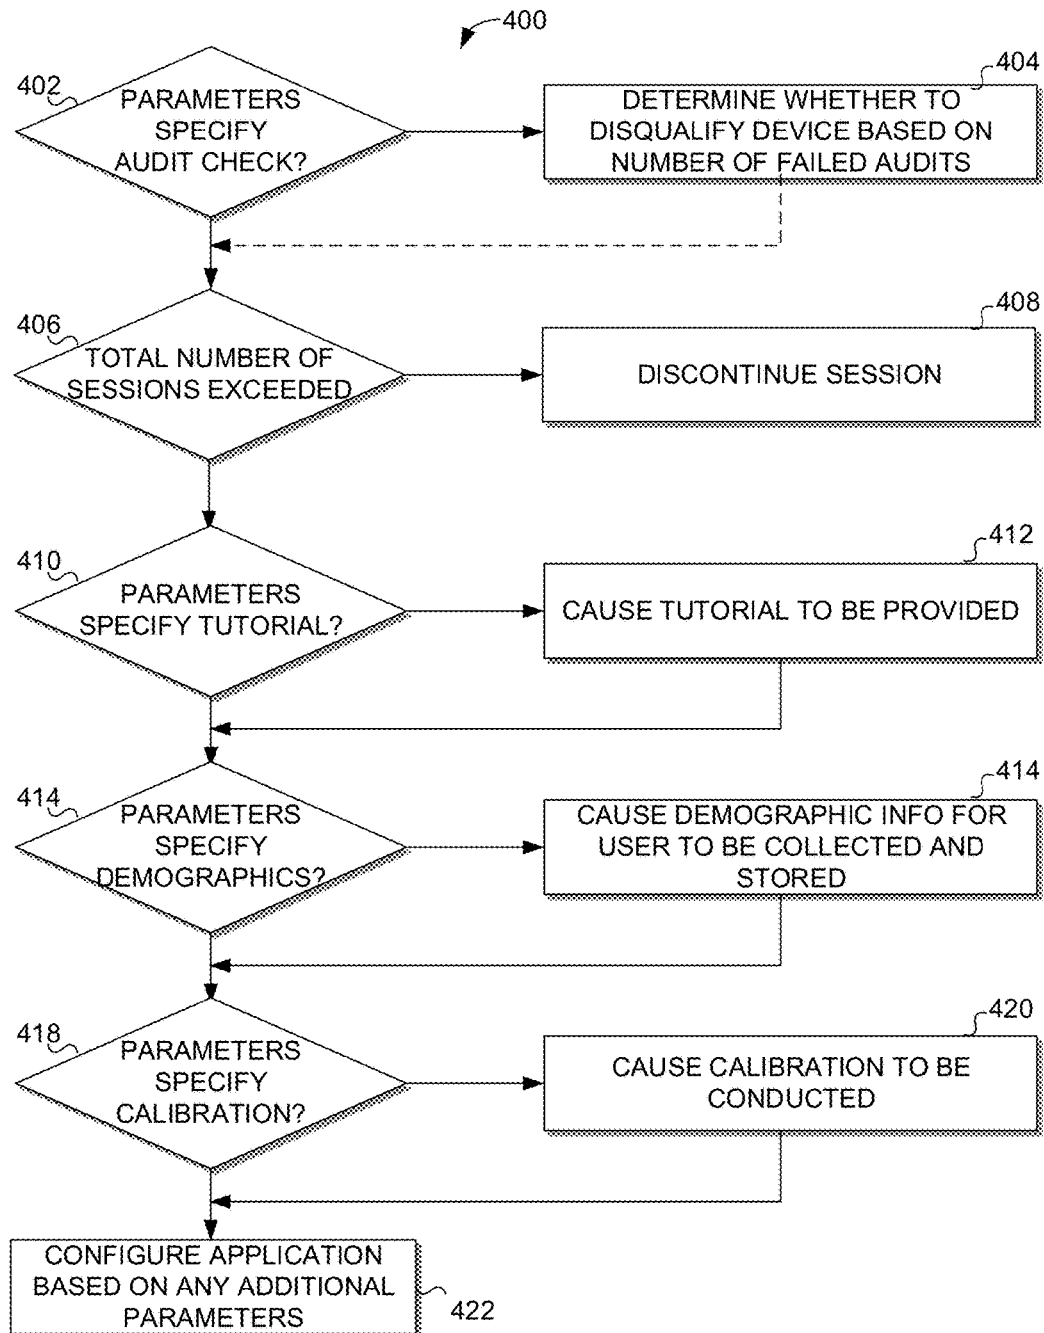 400
402
PARAMETERS
SPECIFY
AUDIT CHECK?
404
DETERMINE WHETHER TO
DISQUALIFY DEVICE BASED ON
NUMBER OF FAILED AUDITS
406
TOTAL NUMBER OF
SESSIONS EXCEEDED
408
DISCONTINUE SESSION
410
PARAMETERS
SPECIFY TUTORIAL?
412
CAUSE TUTORIAL TO BE PROVIDED
414
PARAMETERS
SPECIFY
DEMOGRAPHICS?
414
CAUSE DEMOGRAPHIC INFO FOR
USER TO BE COLLECTED AND
STORED
418
PARAMETERS
SPECIFY
CALIBRATION?
420
CAUSE CALIBRATION TO BE
CONDUCTED
CONFIGURE APPLICATION
BASED ON ANY ADDITIONAL
PARAMETERS
422